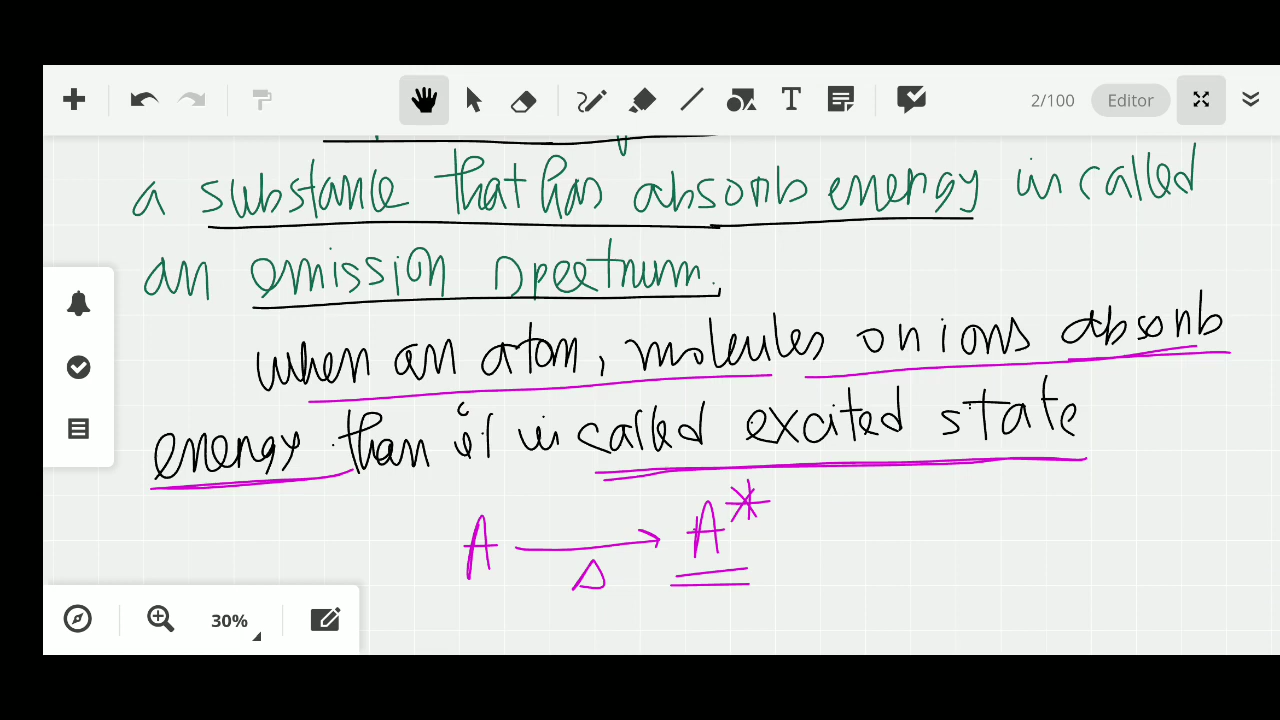 2/100
Editor
a substance that has absorb energy is called
an emission spectrum.
when an atom, molcules or ions absorb
energy than it is called excited state
A → A*
Δ
30%